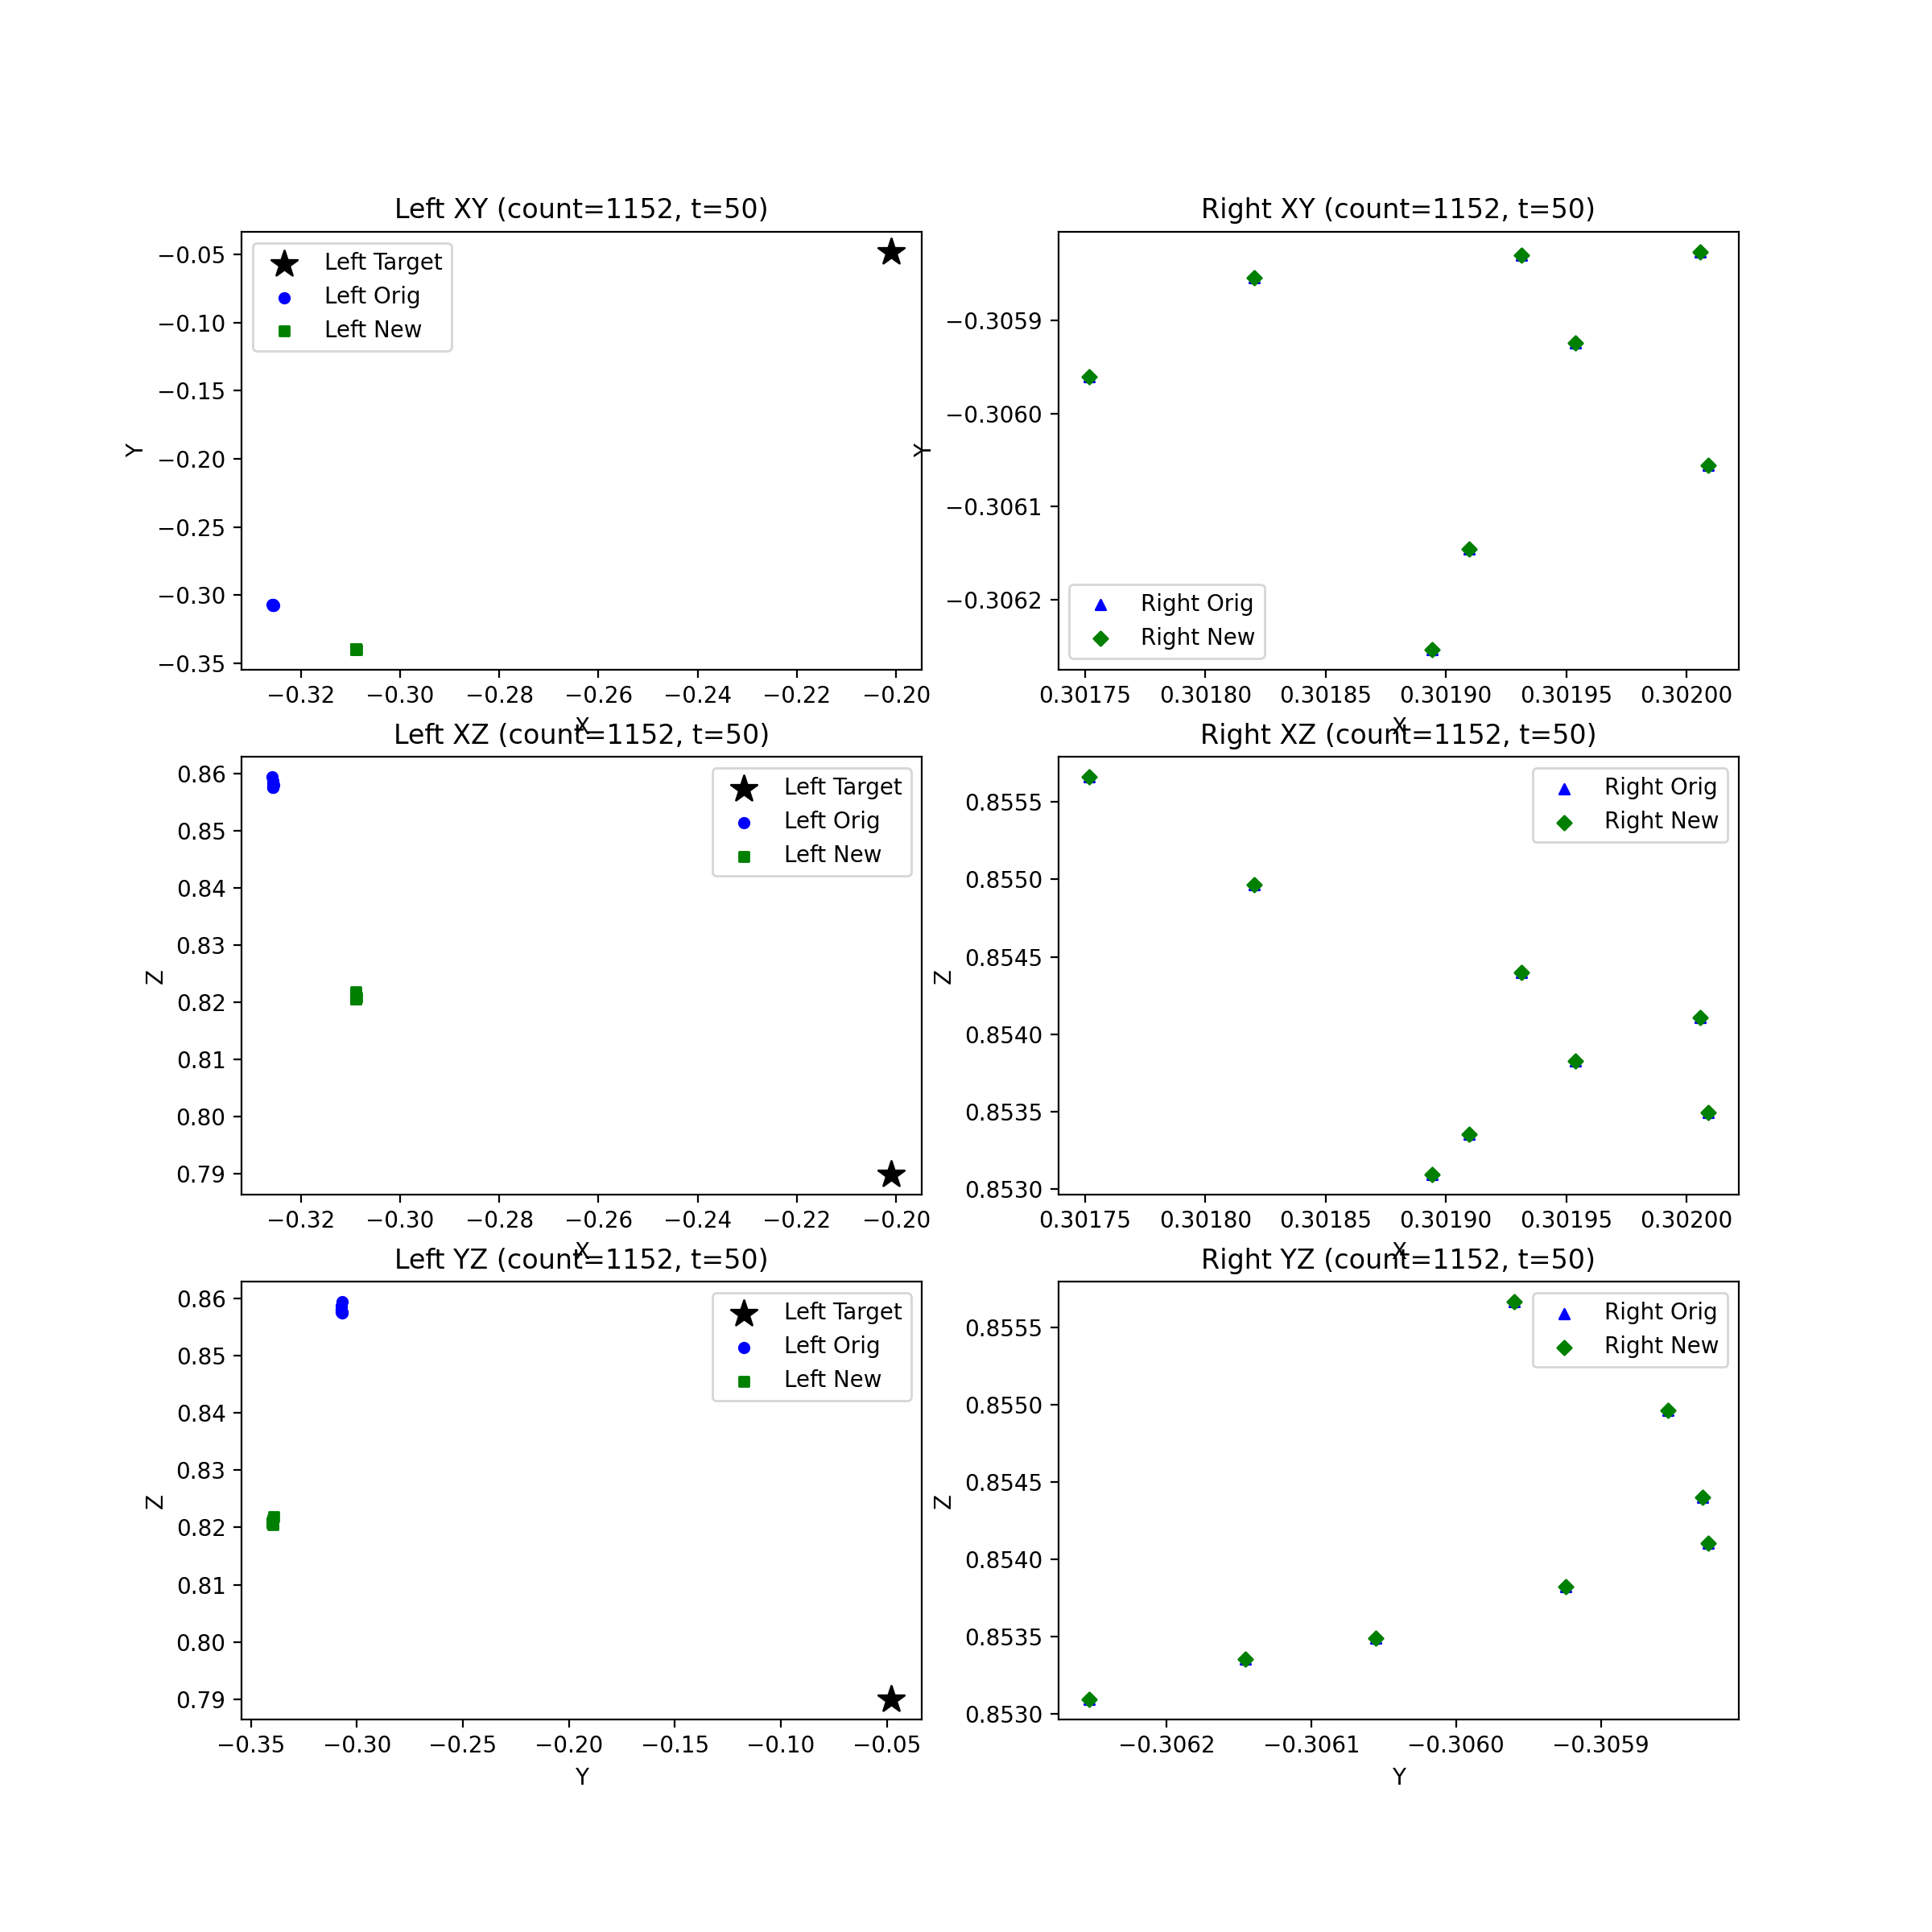 Left XY (count=1152, t=50)
Left Target
Left Orig
Left New
−0.05
−0.10
−0.15
−0.20
−0.25
−0.30
−0.35
Y
−0.32
−0.30
−0.28
−0.26
−0.24
−0.22
−0.20
X
Right XY (count=1152, t=50)
−0.3059
−0.3060
−0.3061
−0.3062
Y
Right Orig
Right New
0.30175
0.30180
0.30185
0.30190
0.30195
0.30200
X
Left XZ (count=1152, t=50)
Left Target
Left Orig
Left New
0.86
0.85
0.84
0.83
0.82
0.81
0.80
0.79
Z
−0.32
−0.30
−0.28
−0.26
−0.24
−0.22
−0.20
X
Right XZ (count=1152, t=50)
Right Orig
Right New
0.8555
0.8550
0.8545
0.8540
0.8535
0.8530
Z
0.30175
0.30180
0.30185
0.30190
0.30195
0.30200
X
Left YZ (count=1152, t=50)
Left Target
Left Orig
Left New
0.86
0.85
0.84
0.83
0.82
0.81
0.80
0.79
Z
−0.35
−0.30
−0.25
−0.20
−0.15
−0.10
−0.05
Y
Right YZ (count=1152, t=50)
Right Orig
Right New
0.8555
0.8550
0.8545
0.8540
0.8535
0.8530
Z
−0.3062
−0.3061
−0.3060
−0.3059
Y